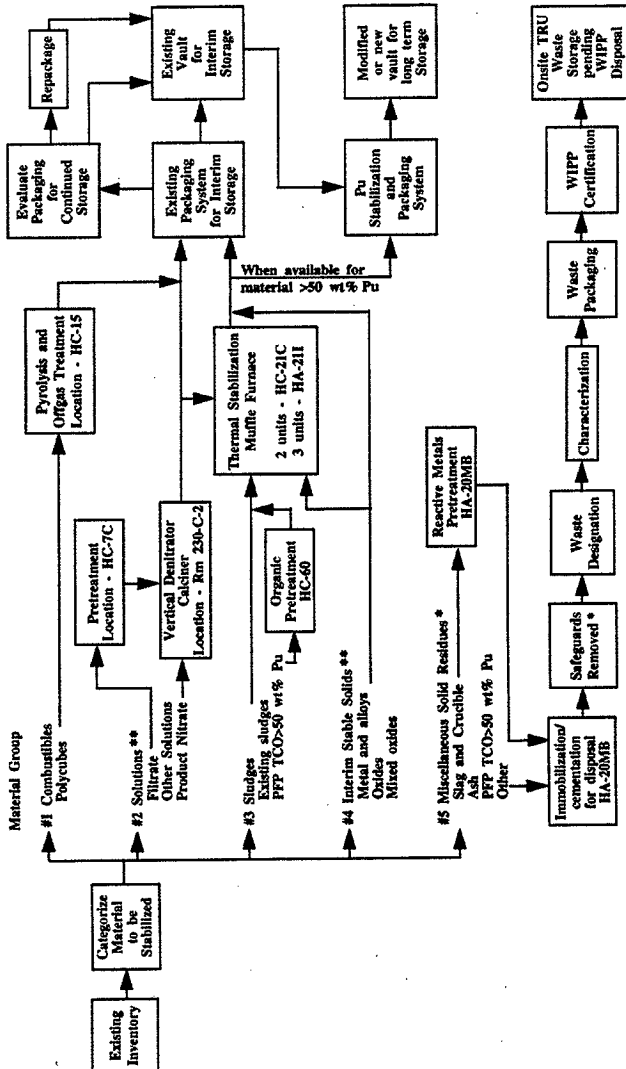 Existing
Inventory
Categorize
Material
to be
Stabilized
Material Group
#1 Combustibles
Polycubes
#2 Solutions **
Filtrate
Other Solutions
Product Nitrate
#3 Sludges
Existing sludges
PFP TCO>50 wt% Pu
#4 Interim Stable Solids **
Metal and alloys
Oxides
Mixed oxides
#5 Miscellaneous Solid Residues *
Slag and Crucible
Ash
PFP TCO>50 wt% Pu
Other
Pyrolysis and
Offgas Treatment
Location - HC-15
Pretreatment
Location - HC-7C
Vertical Denitrator
Calciner
Location - Rm 230-C-2
Organic
Pretreatment
HC-60
Thermal Stabilization
Muffle Furnace
2 units - HC-21C
3 units - HA-21I
Reactive Metals
Pretreatment
HA-20MB
When available for
material >50 wt% Pu
Evaluate
Packaging
for
Continued
Storage
Repackage
Existing
Packaging
System
for Interim
Storage
Existing
Vault
for
Interim
Storage
Pu
Stabilization
and
Packaging
System
Modified
or new
vault for
long term
Storage
Immobilization/
cementation
for disposal
HA-20MB
Safeguards
Removed *
Waste
Designation
Characterization
Waste
Packaging
WIPP
Certification
Onsite TRU
Waste
Storage
pending
WIPP
Disposal